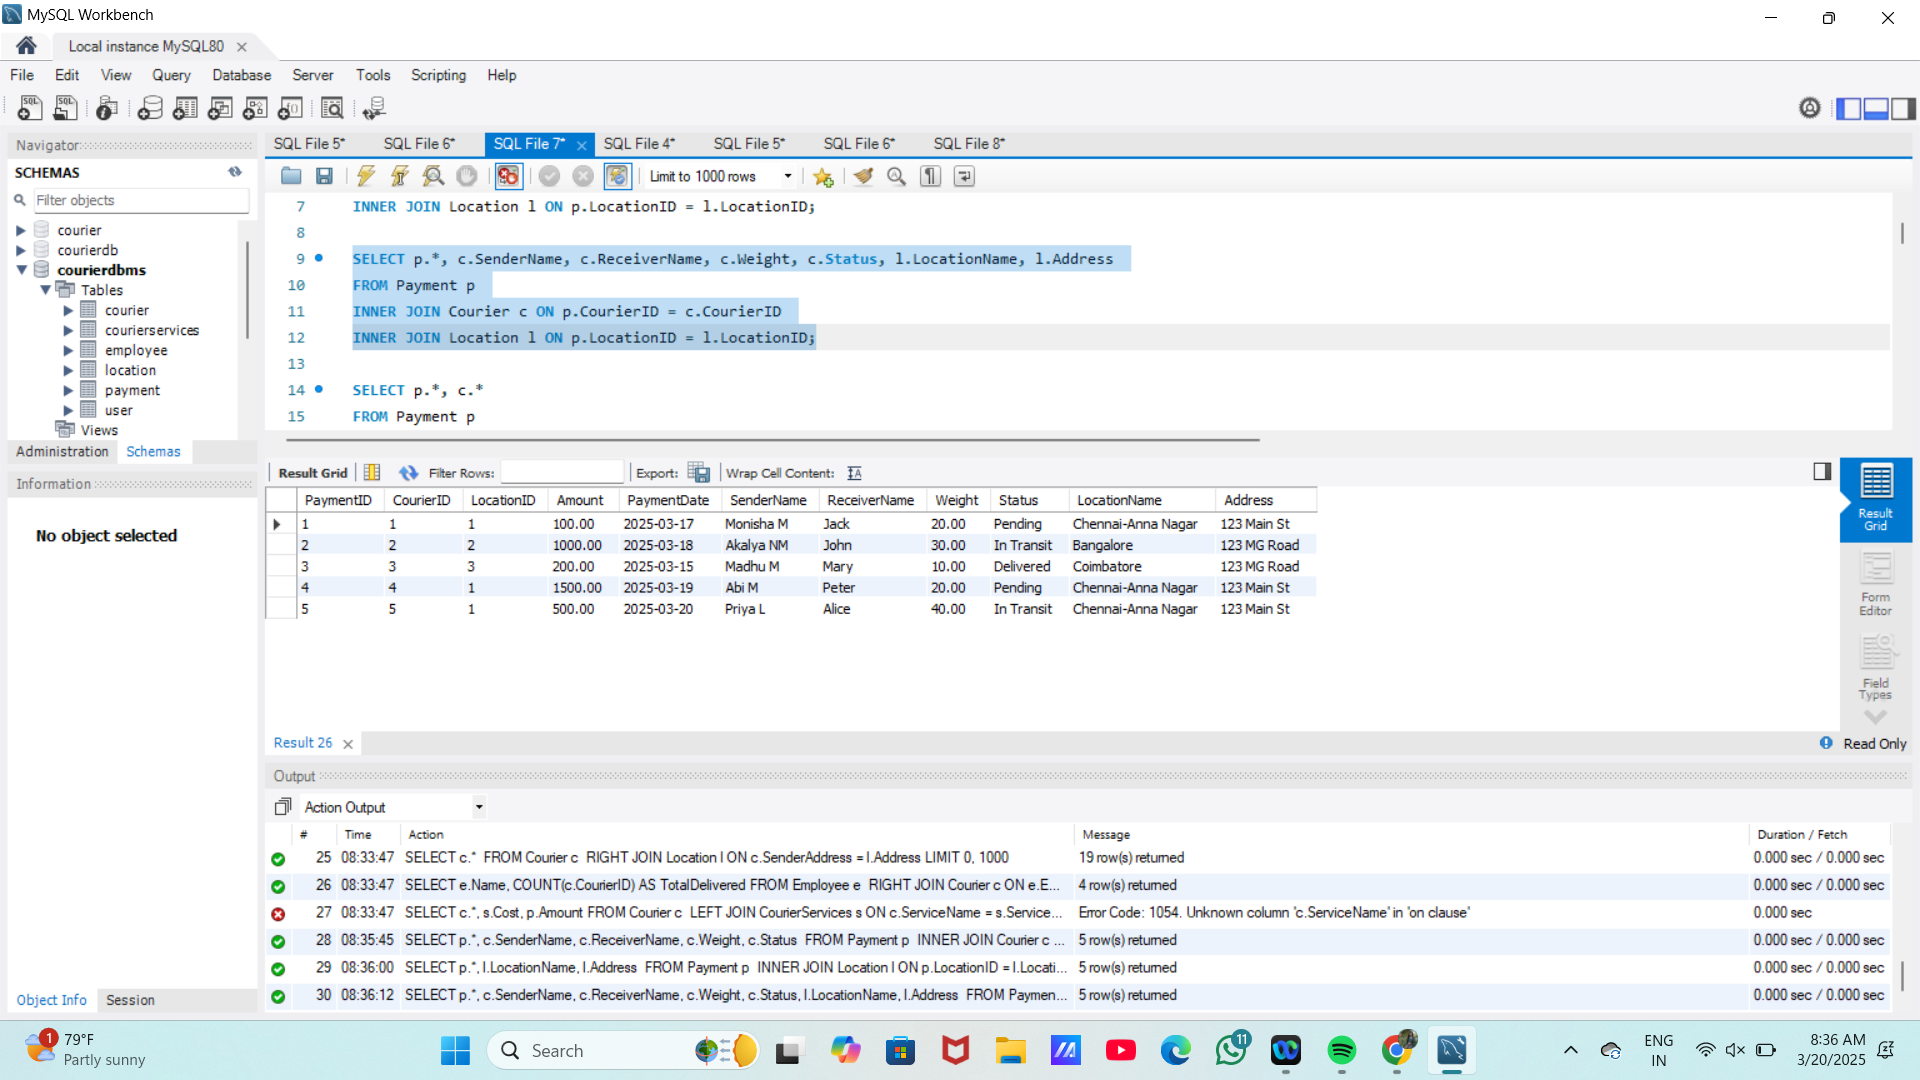 MySQL Workbench
Local instance MySQL80
File Edit View Query Database Server Tools Scripting Help
Navigator
SCHEMAS
Filter objects
courier
courierdb
courierdbms
Tables
courier
courierservices
employee
location
payment
user
Views
Administration Schemas
Information
No object selected
Object Info Session
SQL File 5* SQL File 6* SQL File 7* SQL File 4* SQL File 5* SQL File 6* SQL File 8*
Limit to 1000 rows
7 INNER JOIN Location l ON p.LocationID = l.LocationID;
8
9 SELECT p.*, c.SenderName, c.ReceiverName, c.Weight, c.Status, l.LocationName, l.Address
10 FROM Payment p
11 INNER JOIN Courier c ON p.CourierID = c.CourierID
12 INNER JOIN Location l ON p.LocationID = l.LocationID;
13
14 SELECT p.*, c.*
15 FROM Payment p
Result Grid Filter Rows: Export: Wrap Cell Content:
PaymentID CourierID LocationID Amount PaymentDate SenderName ReceiverName Weight Status LocationName Address
1 1 1 100.00 2025-03-17 Monisha M Jack 20.00 Pending Chennai-Anna Nagar 123 Main St
2 2 2 1000.00 2025-03-18 Akalya NM John 30.00 In Transit Bangalore 123 MG Road
3 3 3 200.00 2025-03-15 Madhu M Mary 10.00 Delivered Coimbatore 123 MG Road
4 4 1 1500.00 2025-03-19 Abi M Peter 20.00 Pending Chennai-Anna Nagar 123 Main St
5 5 1 500.00 2025-03-20 Priya L Alice 40.00 In Transit Chennai-Anna Nagar 123 Main St
Result Grid
Form Editor
Field Types
Result 26
Read Only
Output
Action Output
# Time Action Message Duration / Fetch
25 08:33:47 SELECT c.* FROM Courier c RIGHT JOIN Location l ON c.SenderAddress = l.Address LIMIT 0, 1000 19 row(s) returned 0.000 sec / 0.000 sec
26 08:33:47 SELECT e.Name, COUNT(c.CourierID) AS TotalDelivered FROM Employee e RIGHT JOIN Courier c ON e.E... 4 row(s) returned 0.000 sec / 0.000 sec
27 08:33:47 SELECT c.*, s.Cost, p.Amount FROM Courier c LEFT JOIN CourierServices s ON c.ServiceName = s.Service... Error Code: 1054. Unknown column 'c.ServiceName' in 'on clause' 0.000 sec
28 08:35:45 SELECT p.*, c.SenderName, c.ReceiverName, c.Weight, c.Status FROM Payment p INNER JOIN Courier c ... 5 row(s) returned 0.000 sec / 0.000 sec
29 08:36:00 SELECT p.*, l.LocationName, l.Address FROM Payment p INNER JOIN Location l ON p.LocationID = l.Locati... 5 row(s) returned 0.000 sec / 0.000 sec
30 08:36:12 SELECT p.*, c.SenderName, c.ReceiverName, c.Weight, c.Status, l.LocationName, l.Address FROM Paymen... 5 row(s) returned 0.000 sec / 0.000 sec
1 79°F
Partly sunny
Search
11
ENG
IN
8:36 AM
3/20/2025